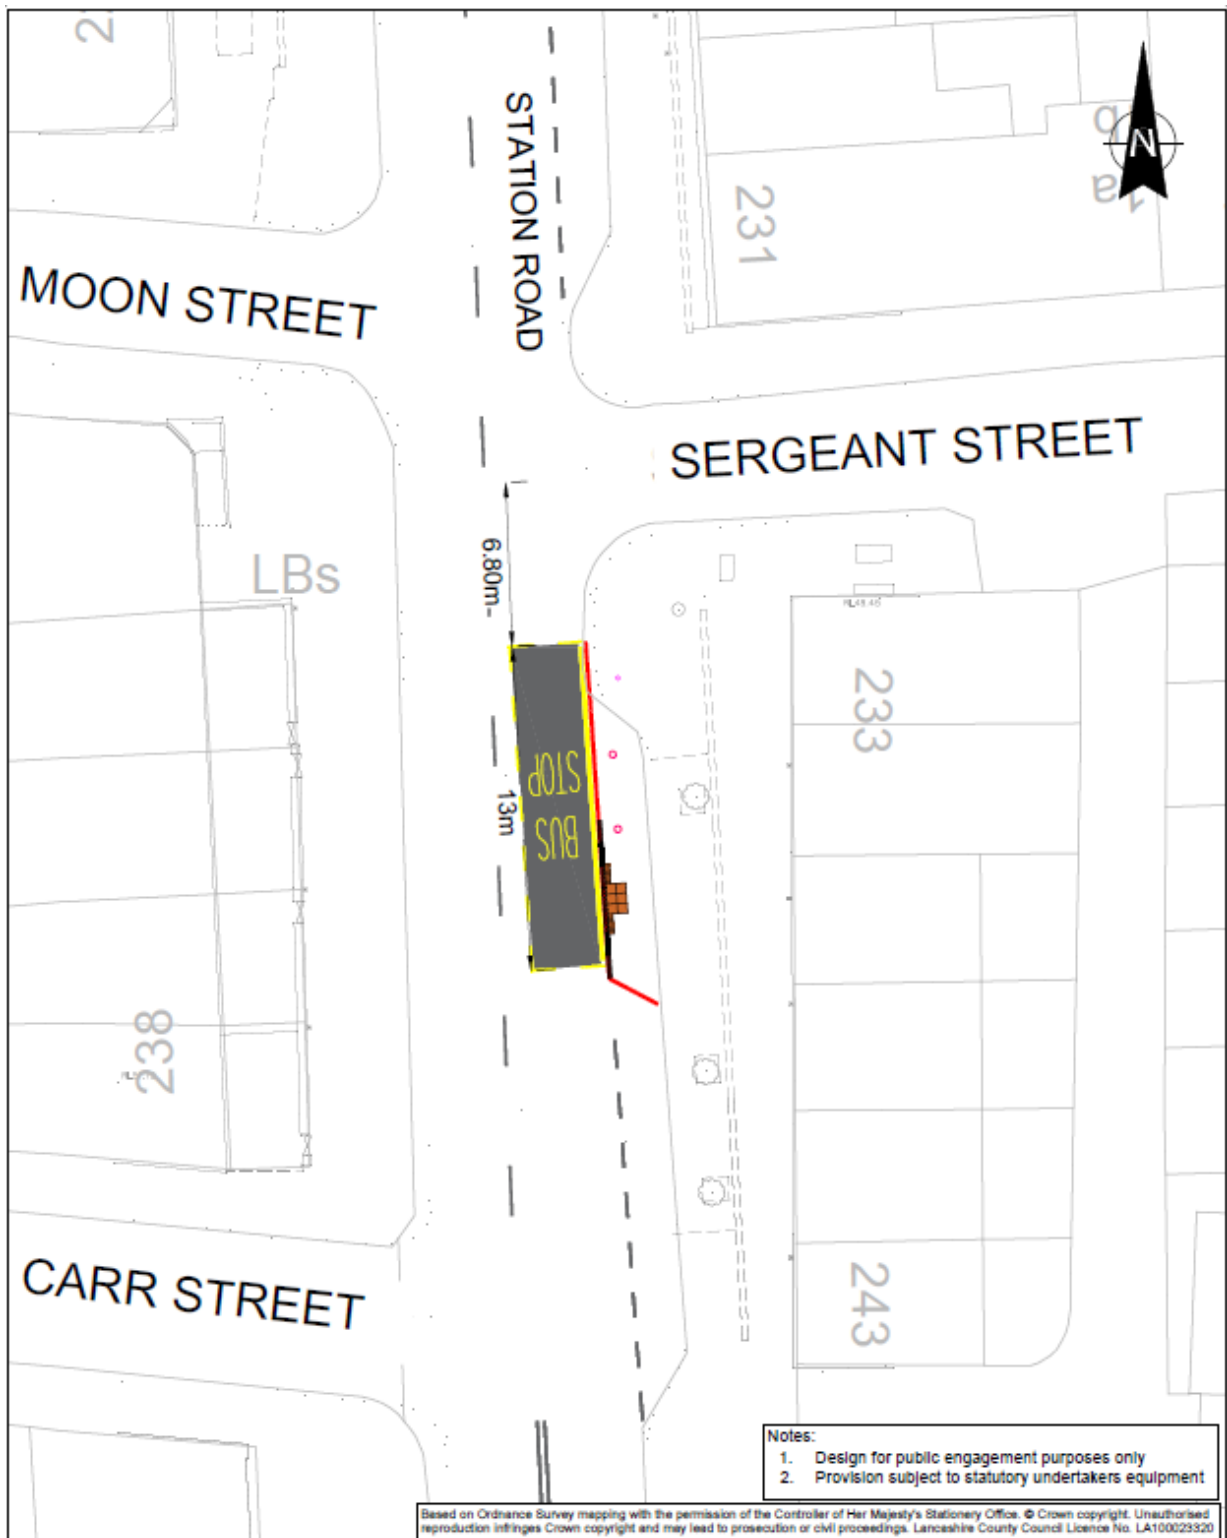 N
231
1a
STATION ROAD
MOON STREET
SERGEANT STREET
6.80m
LBs
233
STOP
BUS
13m
238
243
CARR STREET
Notes:
1. Design for public engagement purposes only
2. Provision subject to statutory undertakers equipment
Based on Ordnance Survey mapping with the permission of the Controller of Her Majesty's Stationery Office. © Crown copyright. Unauthorised
reproduction infringes Crown copyright and may lead to prosecution or civil proceedings. Lancashire County Council Licence No. LA100023320